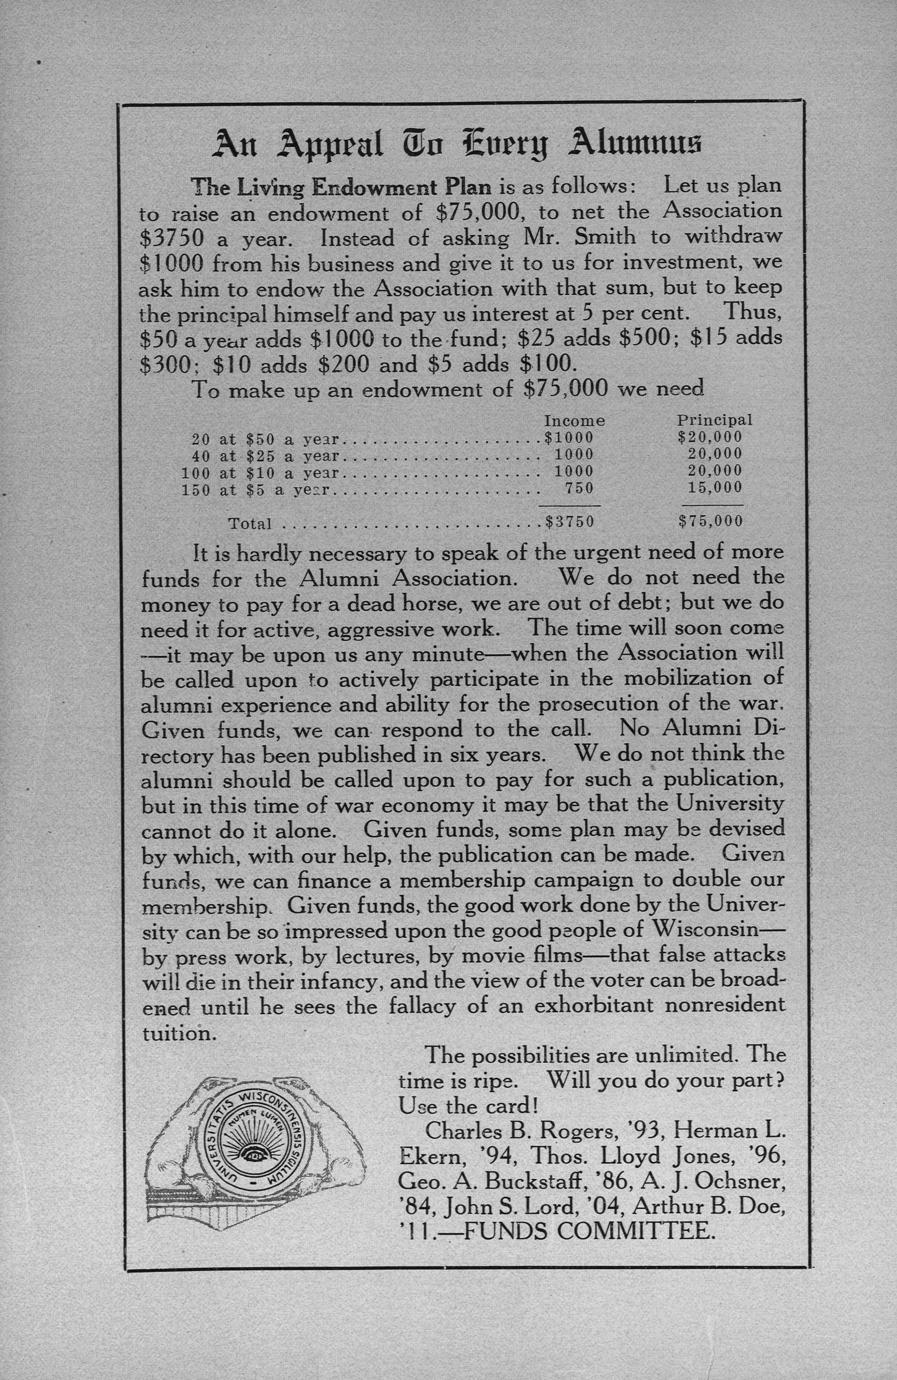 An Appeal To Every Alumnus
The Living Endowment Plan is as follows: Let us plan
to raise an endowment of $75,000, to net the Association
$3750 a year. Instead of asking Mr. Smith to withdraw
$1000 from his business and give it to us for investment, we
ask him to endow the Association with that sum, but to keep
the principal himself and pay us interest at 5 per cent. Thus,
$50 a year adds $1000 to the fund; $25 adds $500; $15 adds
$300; $10 adds $200 and $5 adds $100.
To make up an endowment of $75,000 we need
Income Principal
20 at $50 a year....................$1000 $20,000
40 at $25 a year.................... 1000 20,000
100 at $10 a year.................... 1000 20,000
150 at $5 a year..................... 750 15,000
Total ..........................$3750 $75,000
It is hardly necessary to speak of the urgent need of more
funds for the Alumni Association. We do not need the
money to pay for a dead horse, we are out of debt; but we do
need it for active, aggressive work. The time will soon come
—it may be upon us any minute—when the Association will
be called upon to actively participate in the mobilization of
alumni experience and ability for the prosecution of the war.
Given funds, we can respond to the call. No Alumni Di-
rectory has been published in six years. We do not think the
alumni should be called upon to pay for such a publication,
but in this time of war economy it may be that the University
cannot do it alone. Given funds, some plan may be devised
by which, with our help, the publication can be made. Given
funds, we can finance a membership campaign to double our
membership. Given funds, the good work done by the Univer-
sity can be so impressed upon the good people of Wisconsin—
by press work, by lectures, by movie films—that false attacks
will die in their infancy, and the view of the voter can be broad-
ened until he sees the fallacy of an exhorbitant nonresident
tuition.
The possibilities are unlimited. The
time is ripe. Will you do your part?
Use the card!
Charles B. Rogers, '93, Herman L.
Ekern, '94, Thos. Lloyd Jones, '96,
Geo. A. Buckstaff, '86, A. J. Ochsner,
'84, John S. Lord, '04, Arthur B. Doe,
'11.—FUNDS COMMITTEE.
UNIVERSITATIS WISCONSINENSIS SIGILLUM
NUMEN LUMEN